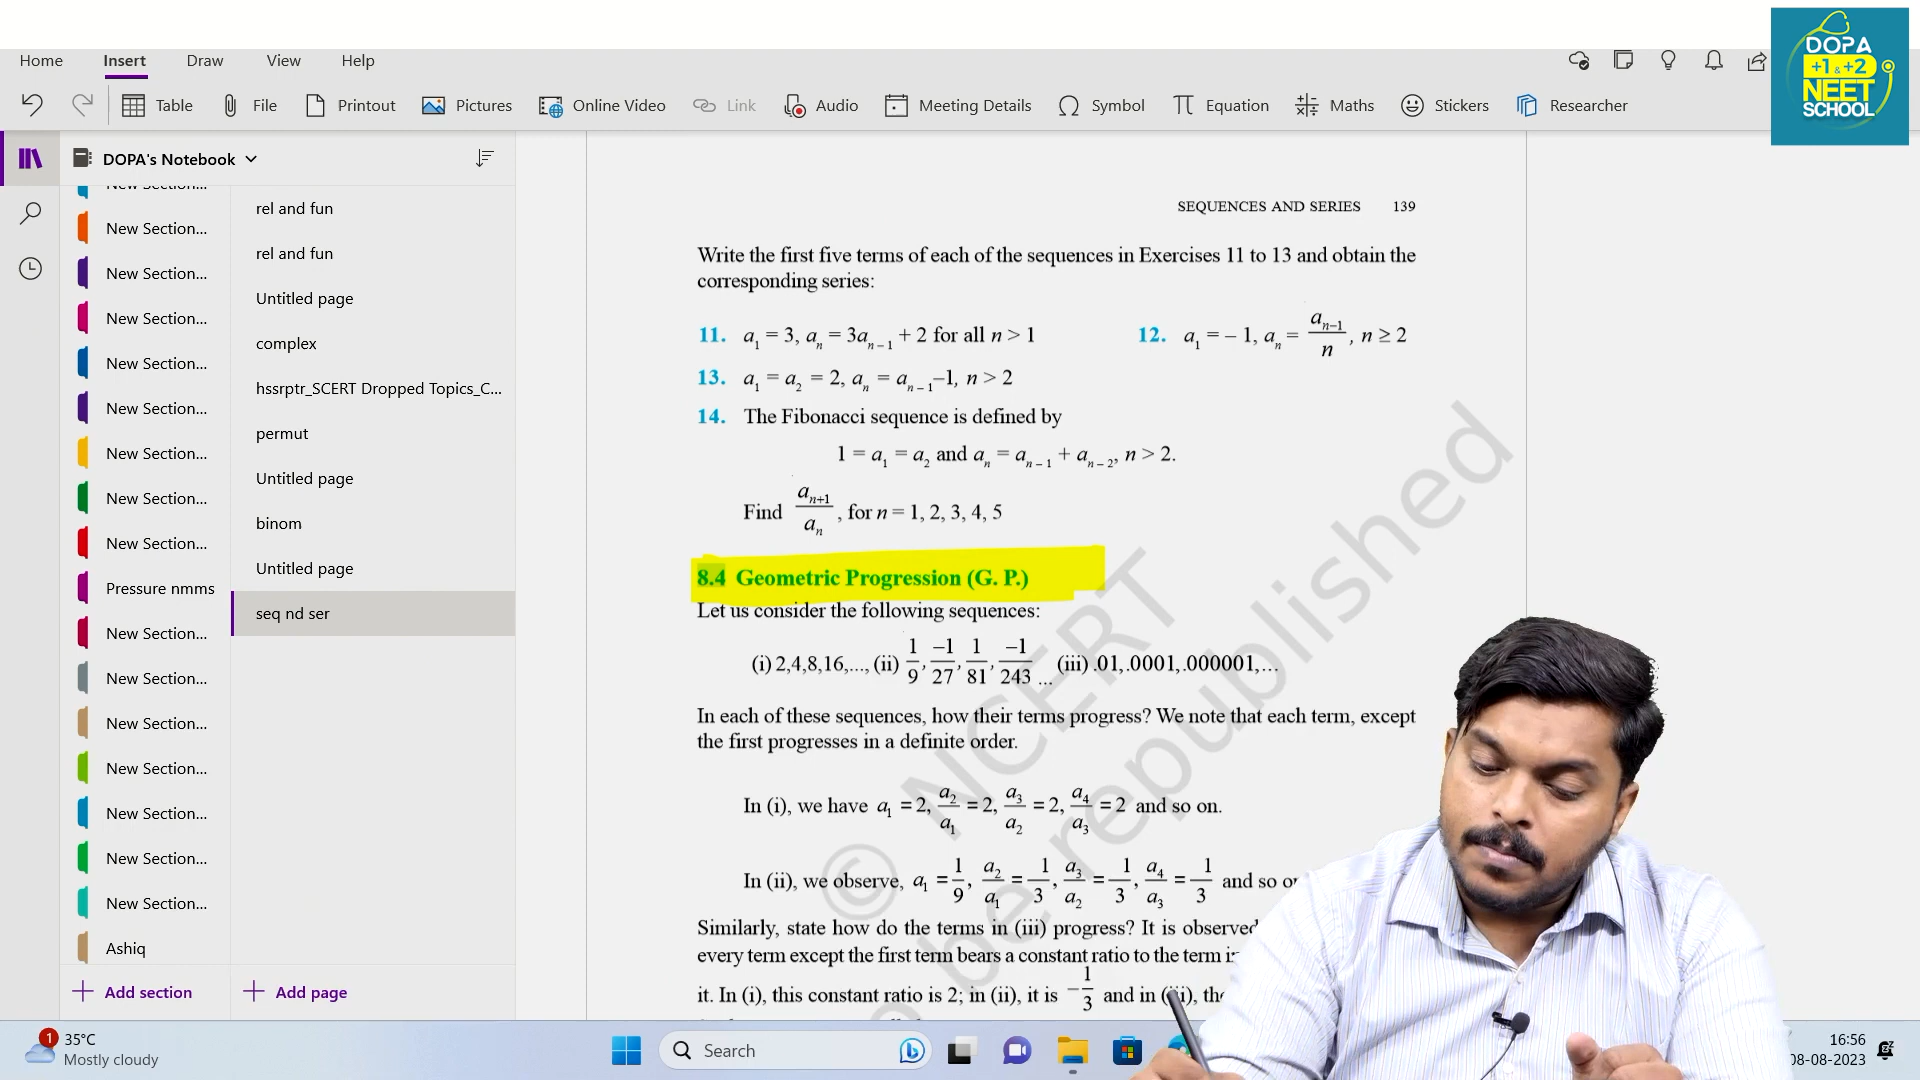 DOPA
+1 & +2
NEET
SCHOOL
Home Insert Draw View Help
Table File Printout Pictures Online Video Link Audio Meeting Details Symbol Equation Maths Stickers Researcher
DOPA's Notebook
New Section...
New Section...
New Section...
New Section...
New Section...
New Section...
New Section...
New Section...
New Section...
Pressure nmms
New Section...
New Section...
New Section...
New Section...
New Section...
New Section...
New Section...
Ashiq
Add section
rel and fun
rel and fun
Untitled page
complex
hssrptr_SCERT Dropped Topics_C...
permut
Untitled page
binom
Untitled page
seq nd ser
Add page
SEQUENCES AND SERIES 139
Write the first five terms of each of the sequences in Exercises 11 to 13 and obtain the
corresponding series:
11. a₁ = 3, aₙ = 3aₙ₋₁ + 2 for all n > 1 12. a₁ = – 1, aₙ = aₙ₋₁/n, n ≥ 2
13. a₁ = a₂ = 2, aₙ = aₙ₋₁–1, n > 2
14. The Fibonacci sequence is defined by
1 = a₁ = a₂ and aₙ = aₙ₋₁ + aₙ₋₂, n > 2.
Find aₙ₊₁/aₙ, for n = 1, 2, 3, 4, 5
8.4 Geometric Progression (G. P.)
Let us consider the following sequences:
(i) 2,4,8,16,..., (ii) 1/9, –1/27, 1/81, –1/243 ... (iii) .01,.0001,.000001,...
In each of these sequences, how their terms progress? We note that each term, except
the first progresses in a definite order.
In (i), we have a₁ = 2, a₂/a₁ = 2, a₃/a₂ = 2, a₄/a₃ = 2 and so on.
In (ii), we observe, a₁ = 1/9, a₂/a₁ = 1/3, a₃/a₂ = 1/3, a₄/a₃ = 1/3 and so
Similarly, state how do the terms in (iii) progress? It is observed
every term except the first term bears a constant ratio to the term
it. In (i), this constant ratio is 2; in (ii), it is –1/3 and in (iii),
© NCERT
be republished
1
35°C
Mostly cloudy
Search
16:56
08-08-2023